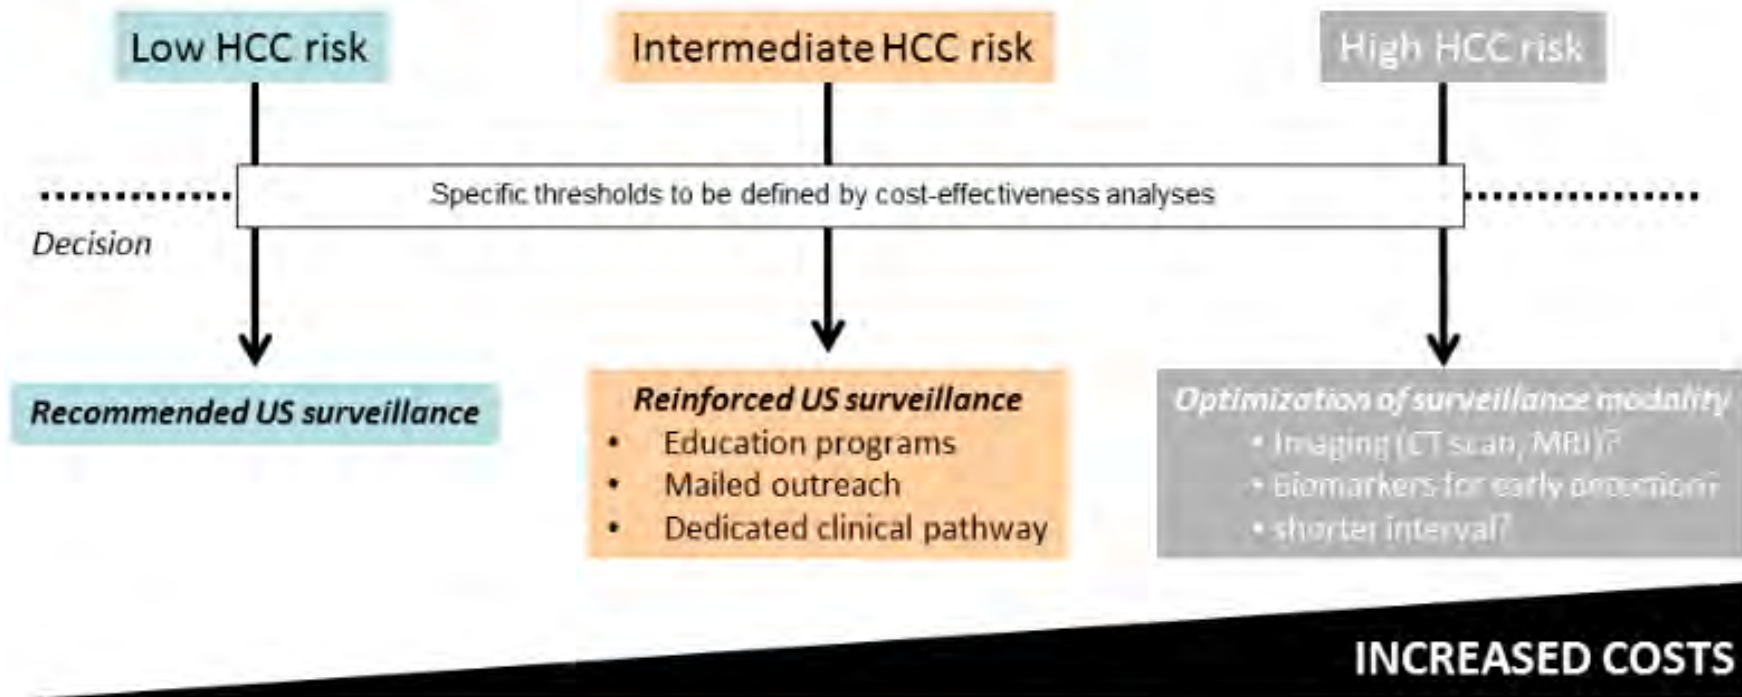 Low HCC risk
Intermediate HCC risk
High HCC risk
Specific thresholds to be defined by cost-effectiveness analyses
Decision
Recommended US surveillance
Reinforced US surveillance
• Education programs
• Mailed outreach
• Dedicated clinical pathway
Optimization of surveillance modality
• Imaging (CT scan, MRI)?
• Biomarkers for early detection?
• shorter interval?
INCREASED COSTS